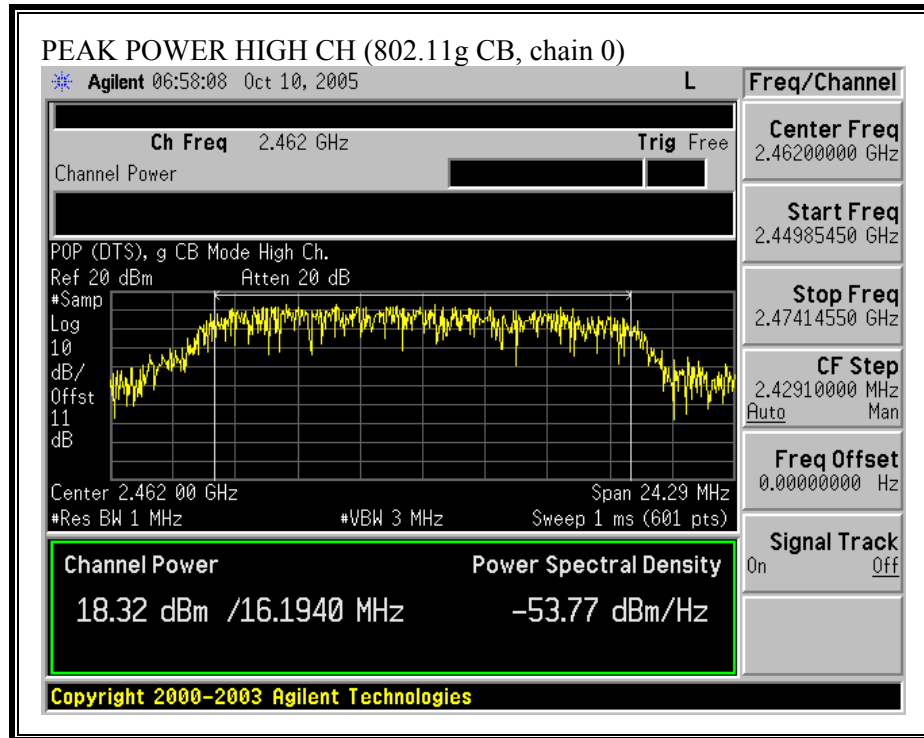 PEAK POWER HIGH CH (802.11g CB, chain 0)
Agilent 06:58:08 Oct 10, 2005 L Freq/Channel
Ch Freq 2.462 GHz Trig Free
Channel Power
Center Freq
2.46200000 GHz
Start Freq
2.44985450 GHz
POP (DTS), g CB Mode High Ch.
Ref 20 dBm Atten 20 dB
#Samp
Log
10
dB/
Offst
11
dB
Stop Freq
2.47414550 GHz
CF Step
2.42910000 MHz
Auto Man
Freq Offset
0.00000000 Hz
Center 2.462 00 GHz Span 24.29 MHz
#Res BW 1 MHz #VBW 3 MHz Sweep 1 ms (601 pts)
Signal Track
On Off
Channel Power Power Spectral Density
18.32 dBm /16.1940 MHz -53.77 dBm/Hz
Copyright 2000-2003 Agilent Technologies